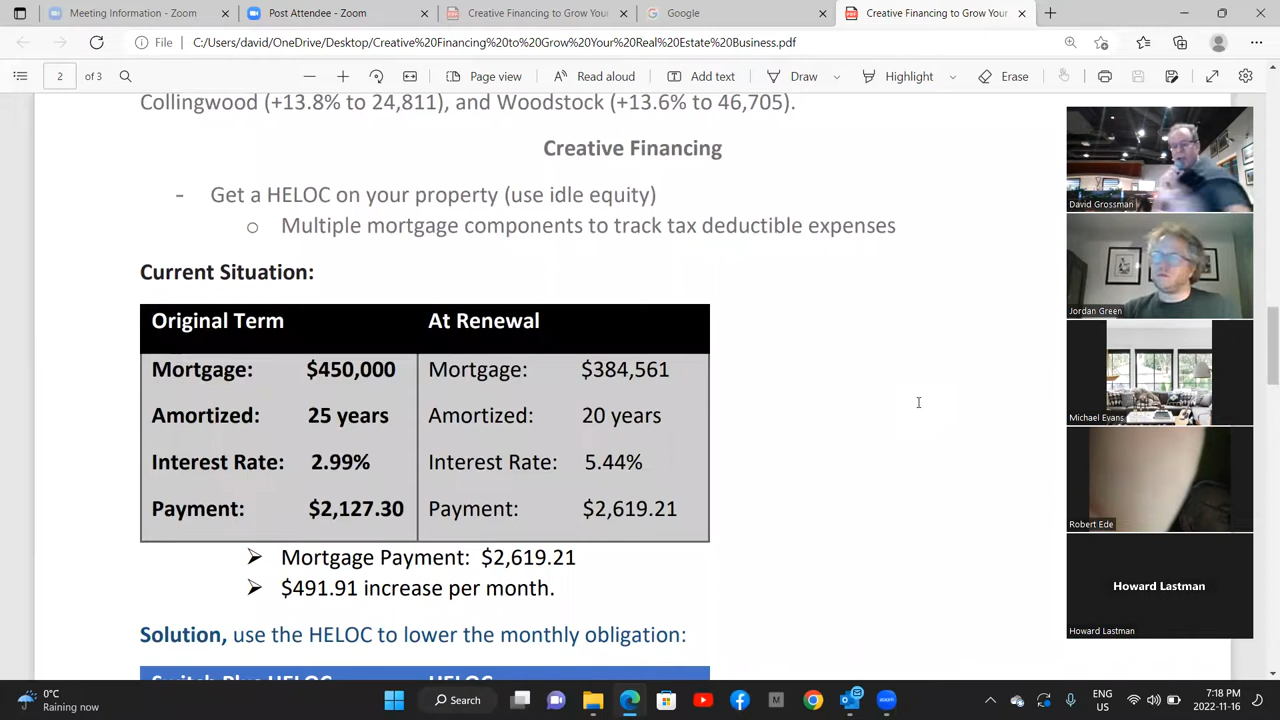 Meeting Information - Zoom
Post Attendee - Zoom
Creative Financing to Grow Your
Google
Creative Financing to Grow Your
File
C:/Users/david/OneDrive/Desktop/Creative%20Financing%20to%20Grow%20Your%20Real%20Estate%20Business.pdf
2 of 3
Page view
Read aloud
Add text
Draw
Highlight
Erase
Collingwood (+13.8% to 24,811), and Woodstock (+13.6% to 46,705).
Creative Financing
- Get a HELOC on your property (use idle equity)
o Multiple mortgage components to track tax deductible expenses
Current Situation:
Original Term At Renewal
Mortgage: $450,000 Mortgage: $384,561
Amortized: 25 years Amortized: 20 years
Interest Rate: 2.99% Interest Rate: 5.44%
Payment: $2,127.30 Payment: $2,619.21
➢ Mortgage Payment: $2,619.21
➢ $491.91 increase per month.
Solution, use the HELOC to lower the monthly obligation:
Switch Plus HELOC HELOC
David Grossman
Jordan Green
Michael Evans
Robert Ede
Howard Lastman
Howard Lastman
0°C
Raining now
Search
ENG
US
7:18 PM
2022-11-16